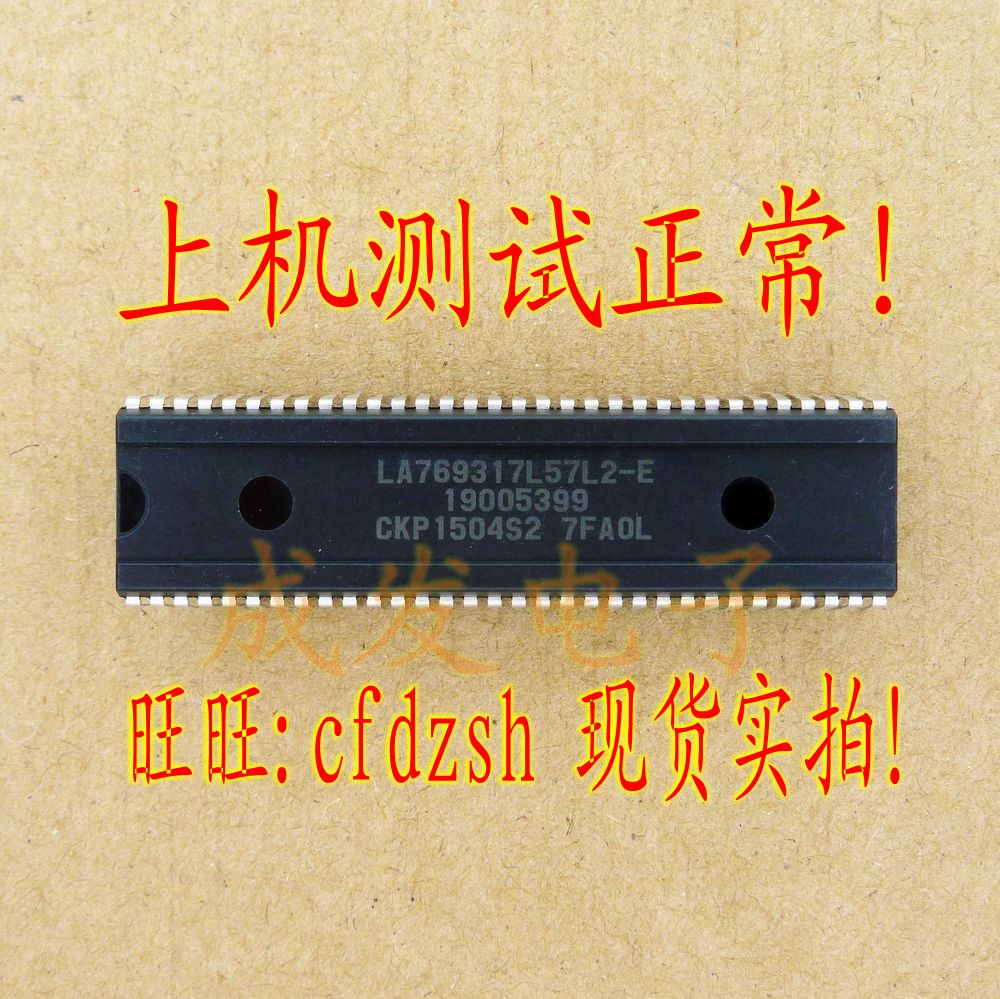 上机测试正常!
LA769317L57L2-E
19005399
CKP1504S2 7FA0L
成发电子
旺旺:cfdzsh 现货实拍!